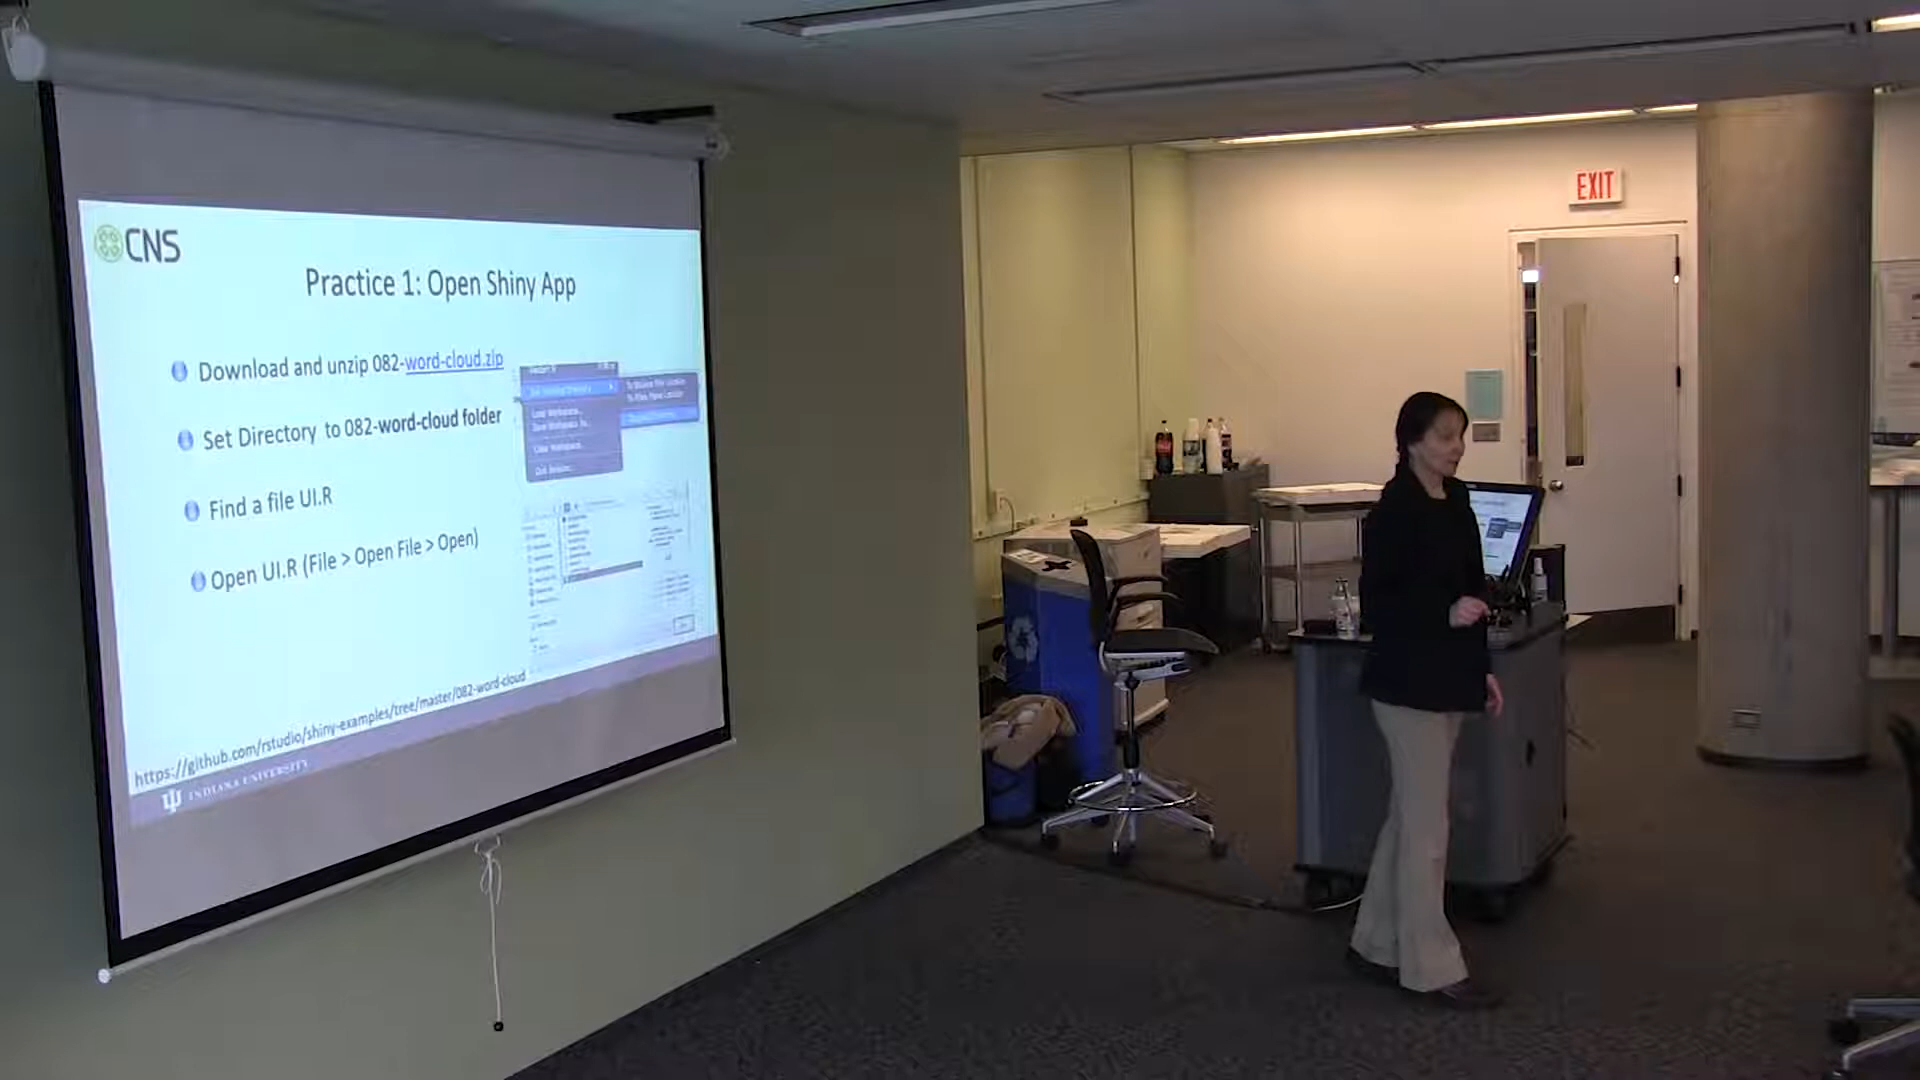 CNS
Practice 1: Open Shiny App
Download and unzip 082-word-cloud.zip
Set Directory to 082-word-cloud folder
Find a file UI.R
Open UI.R (File > Open File > Open)
https://github.com/rstudio/shiny-examples/tree/master/082-word-cloud
INDIANA UNIVERSITY
EXIT